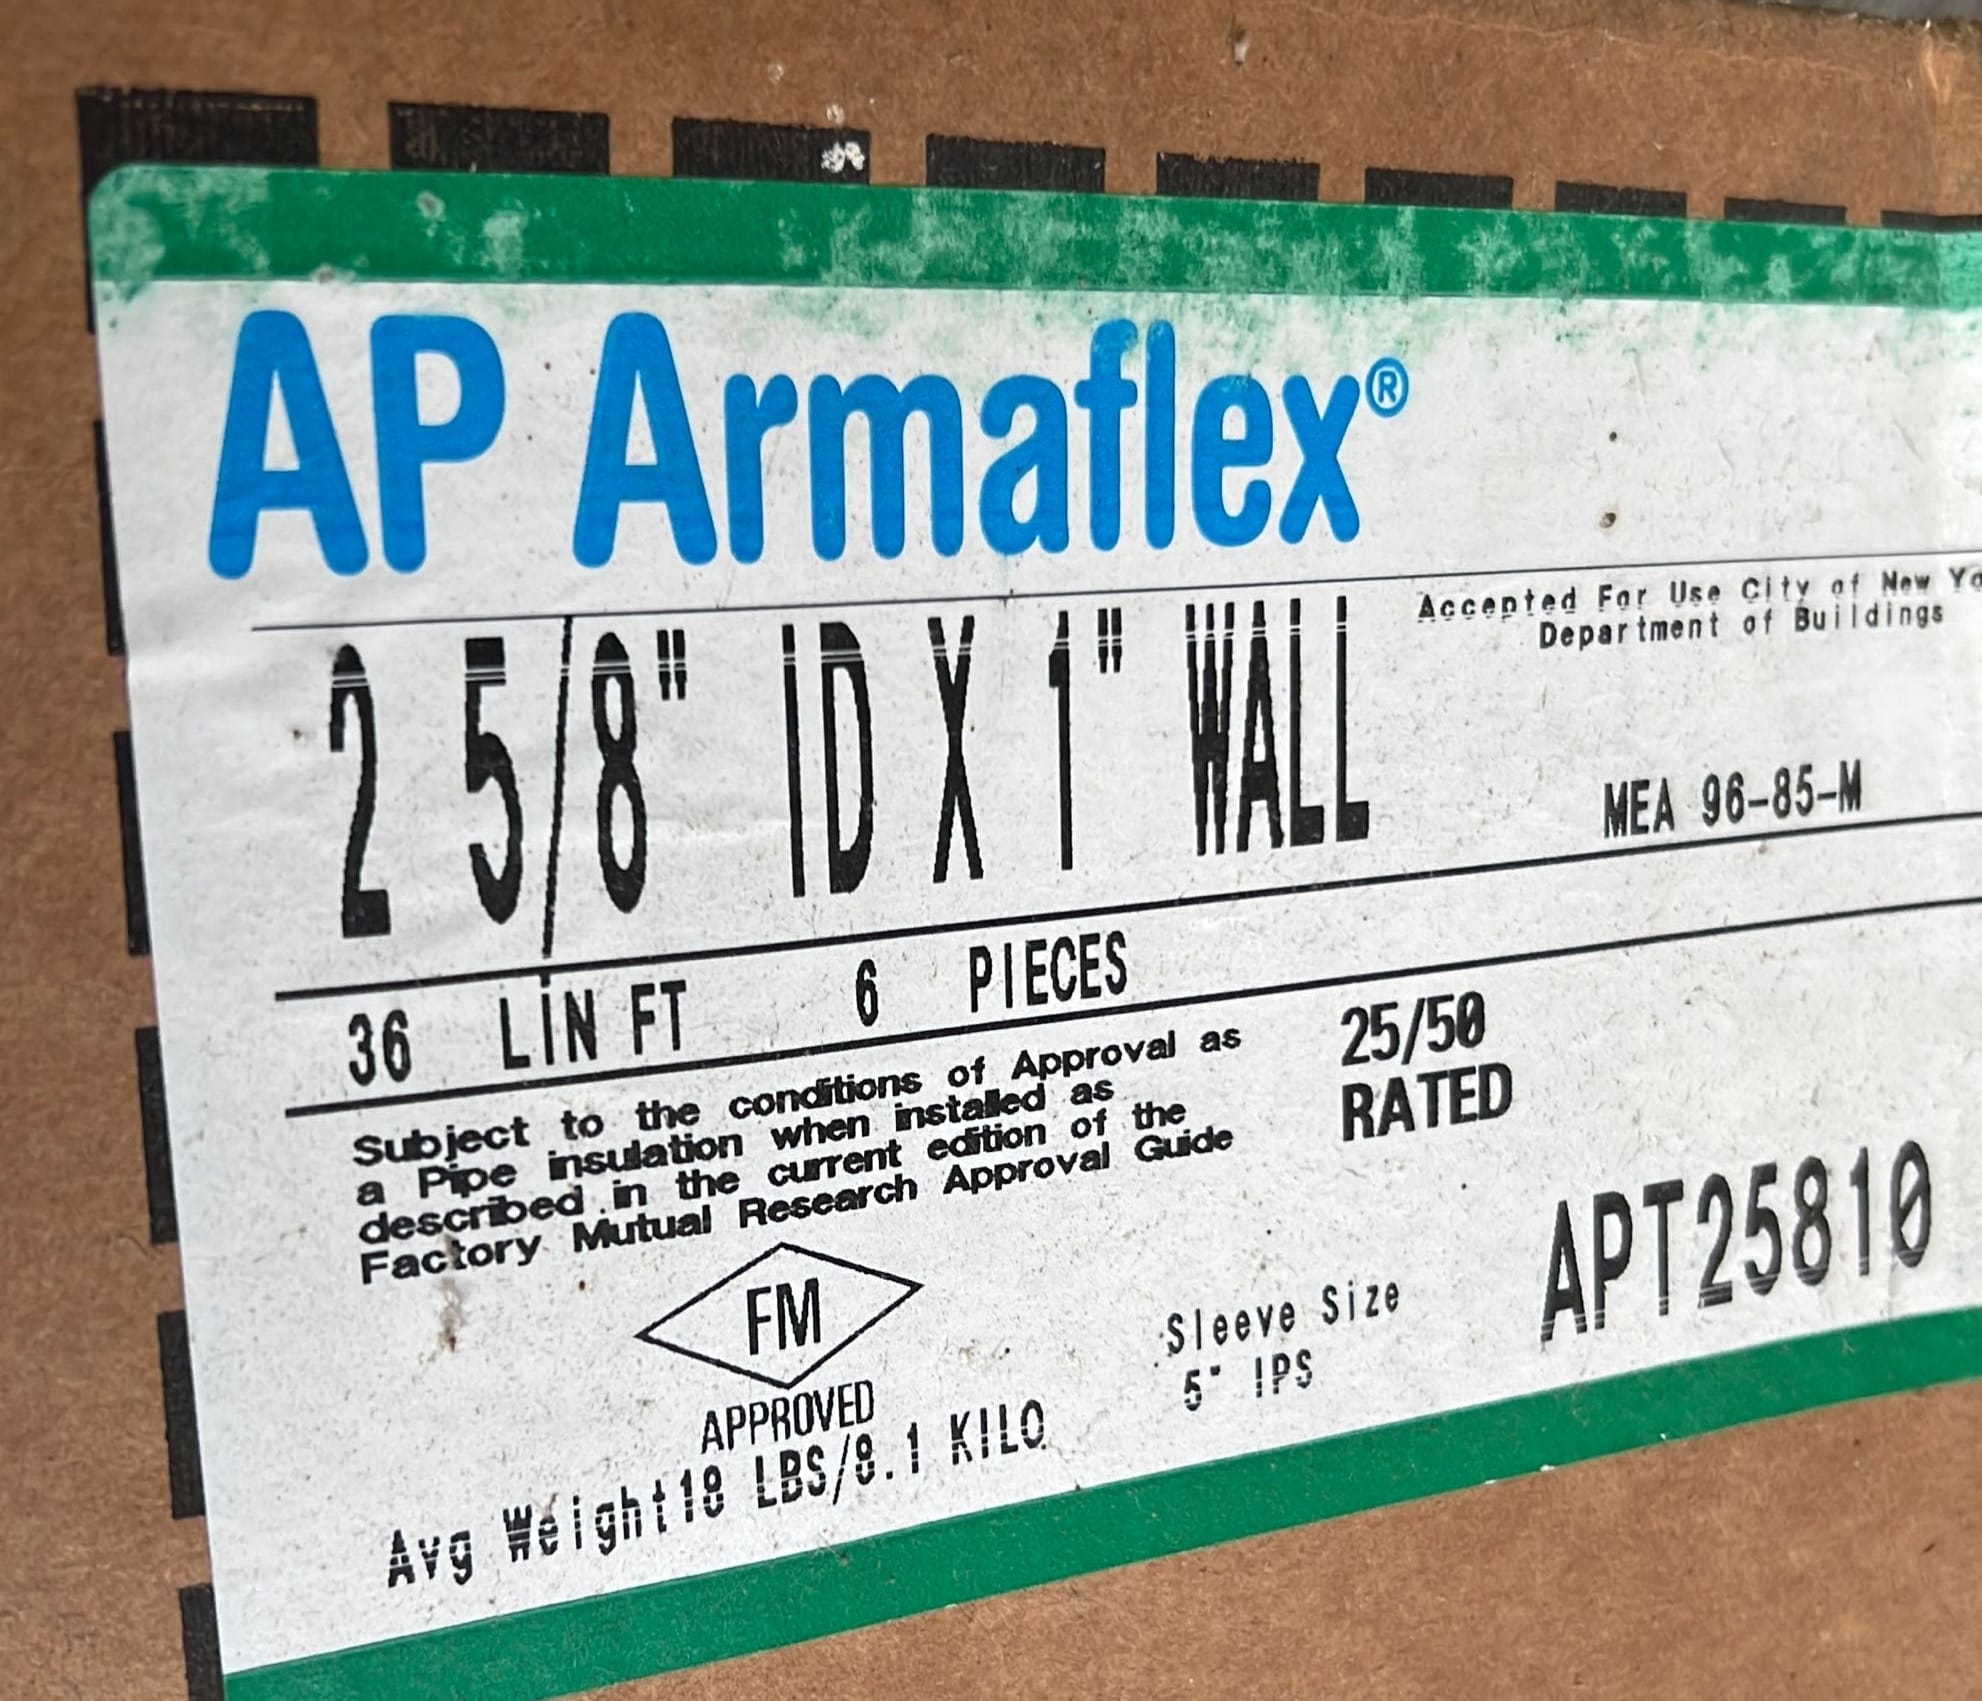 AP Armaflex®
2 5/8" ID X 1" WALL
Accepted For Use City of New Yo
Department of Buildings
MEA 96-85-M
36 LIN FT 6 PIECES
Subject to the conditions of Approval as
a Pipe insulation when installed as
described in the current edition of the
Factory Mutual Research Approval Guide
25/50
RATED
FM
APPROVED
Sleeve Size
5" IPS
APT25810
Avg Weight18 LBS/8.1 KILO